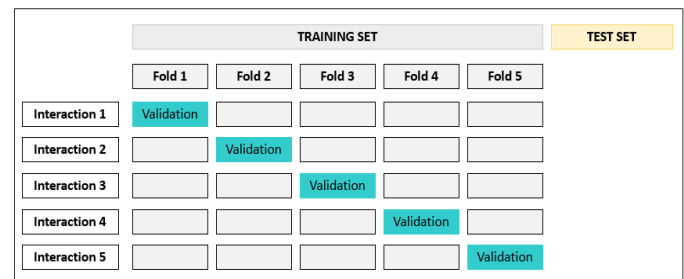 TRAINING SET TEST SET
Fold 1 Fold 2 Fold 3 Fold 4 Fold 5
Interaction 1 Validation
Interaction 2 Validation
Interaction 3 Validation
Interaction 4 Validation
Interaction 5 Validation